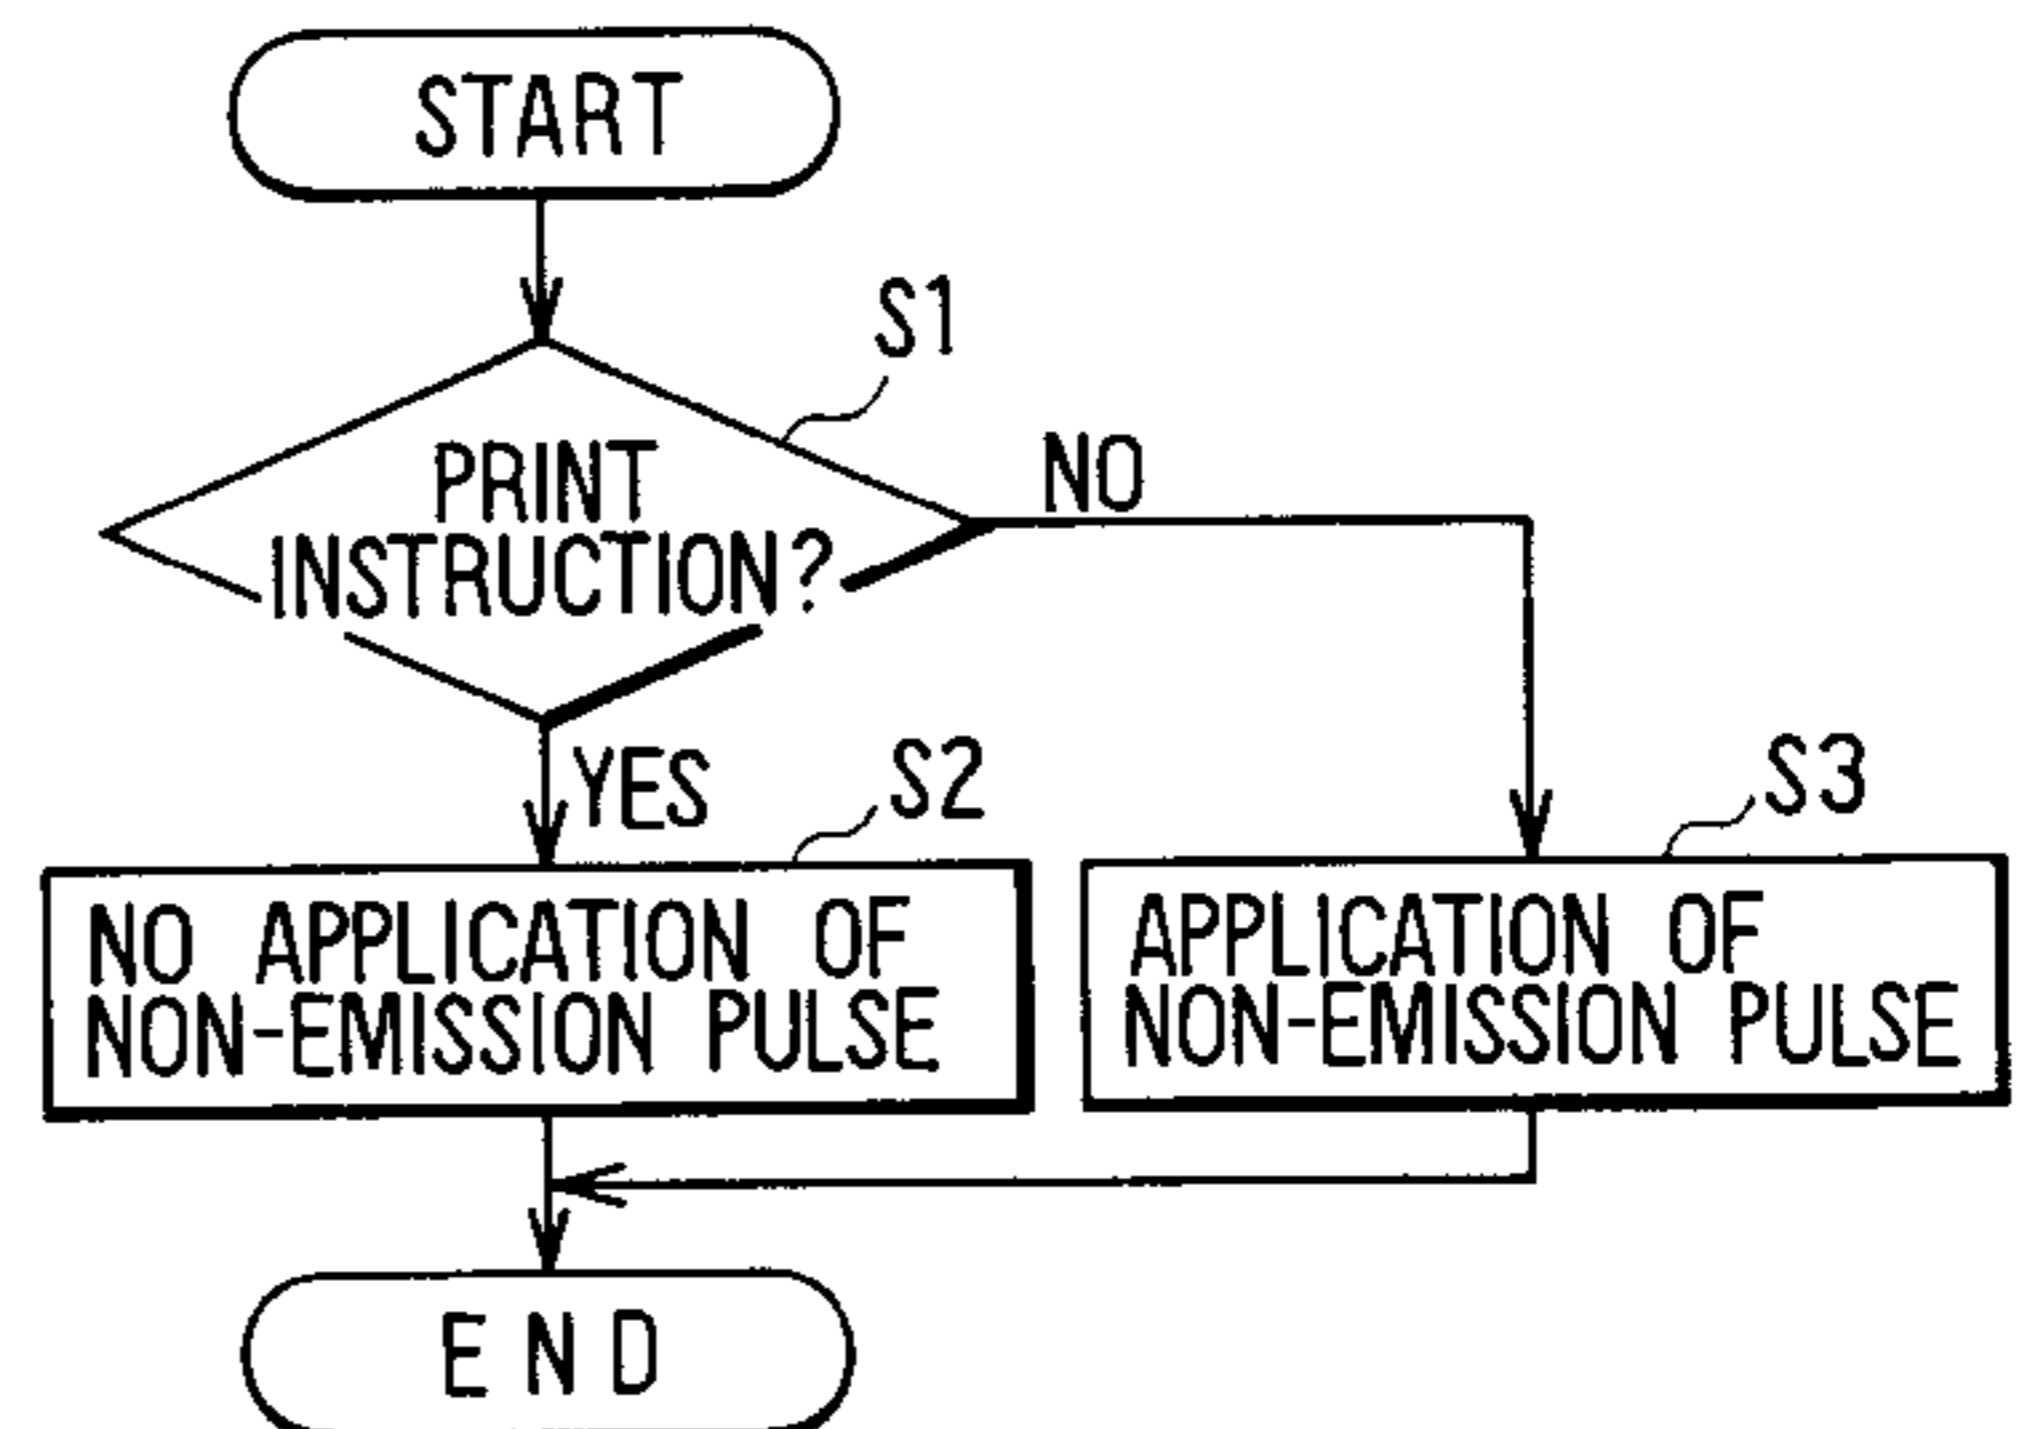 START
S1
PRINT
INSTRUCTION?
NO
YES
S2
NO APPLICATION OF
NON-EMISSION PULSE
S3
APPLICATION OF
NON-EMISSION PULSE
END